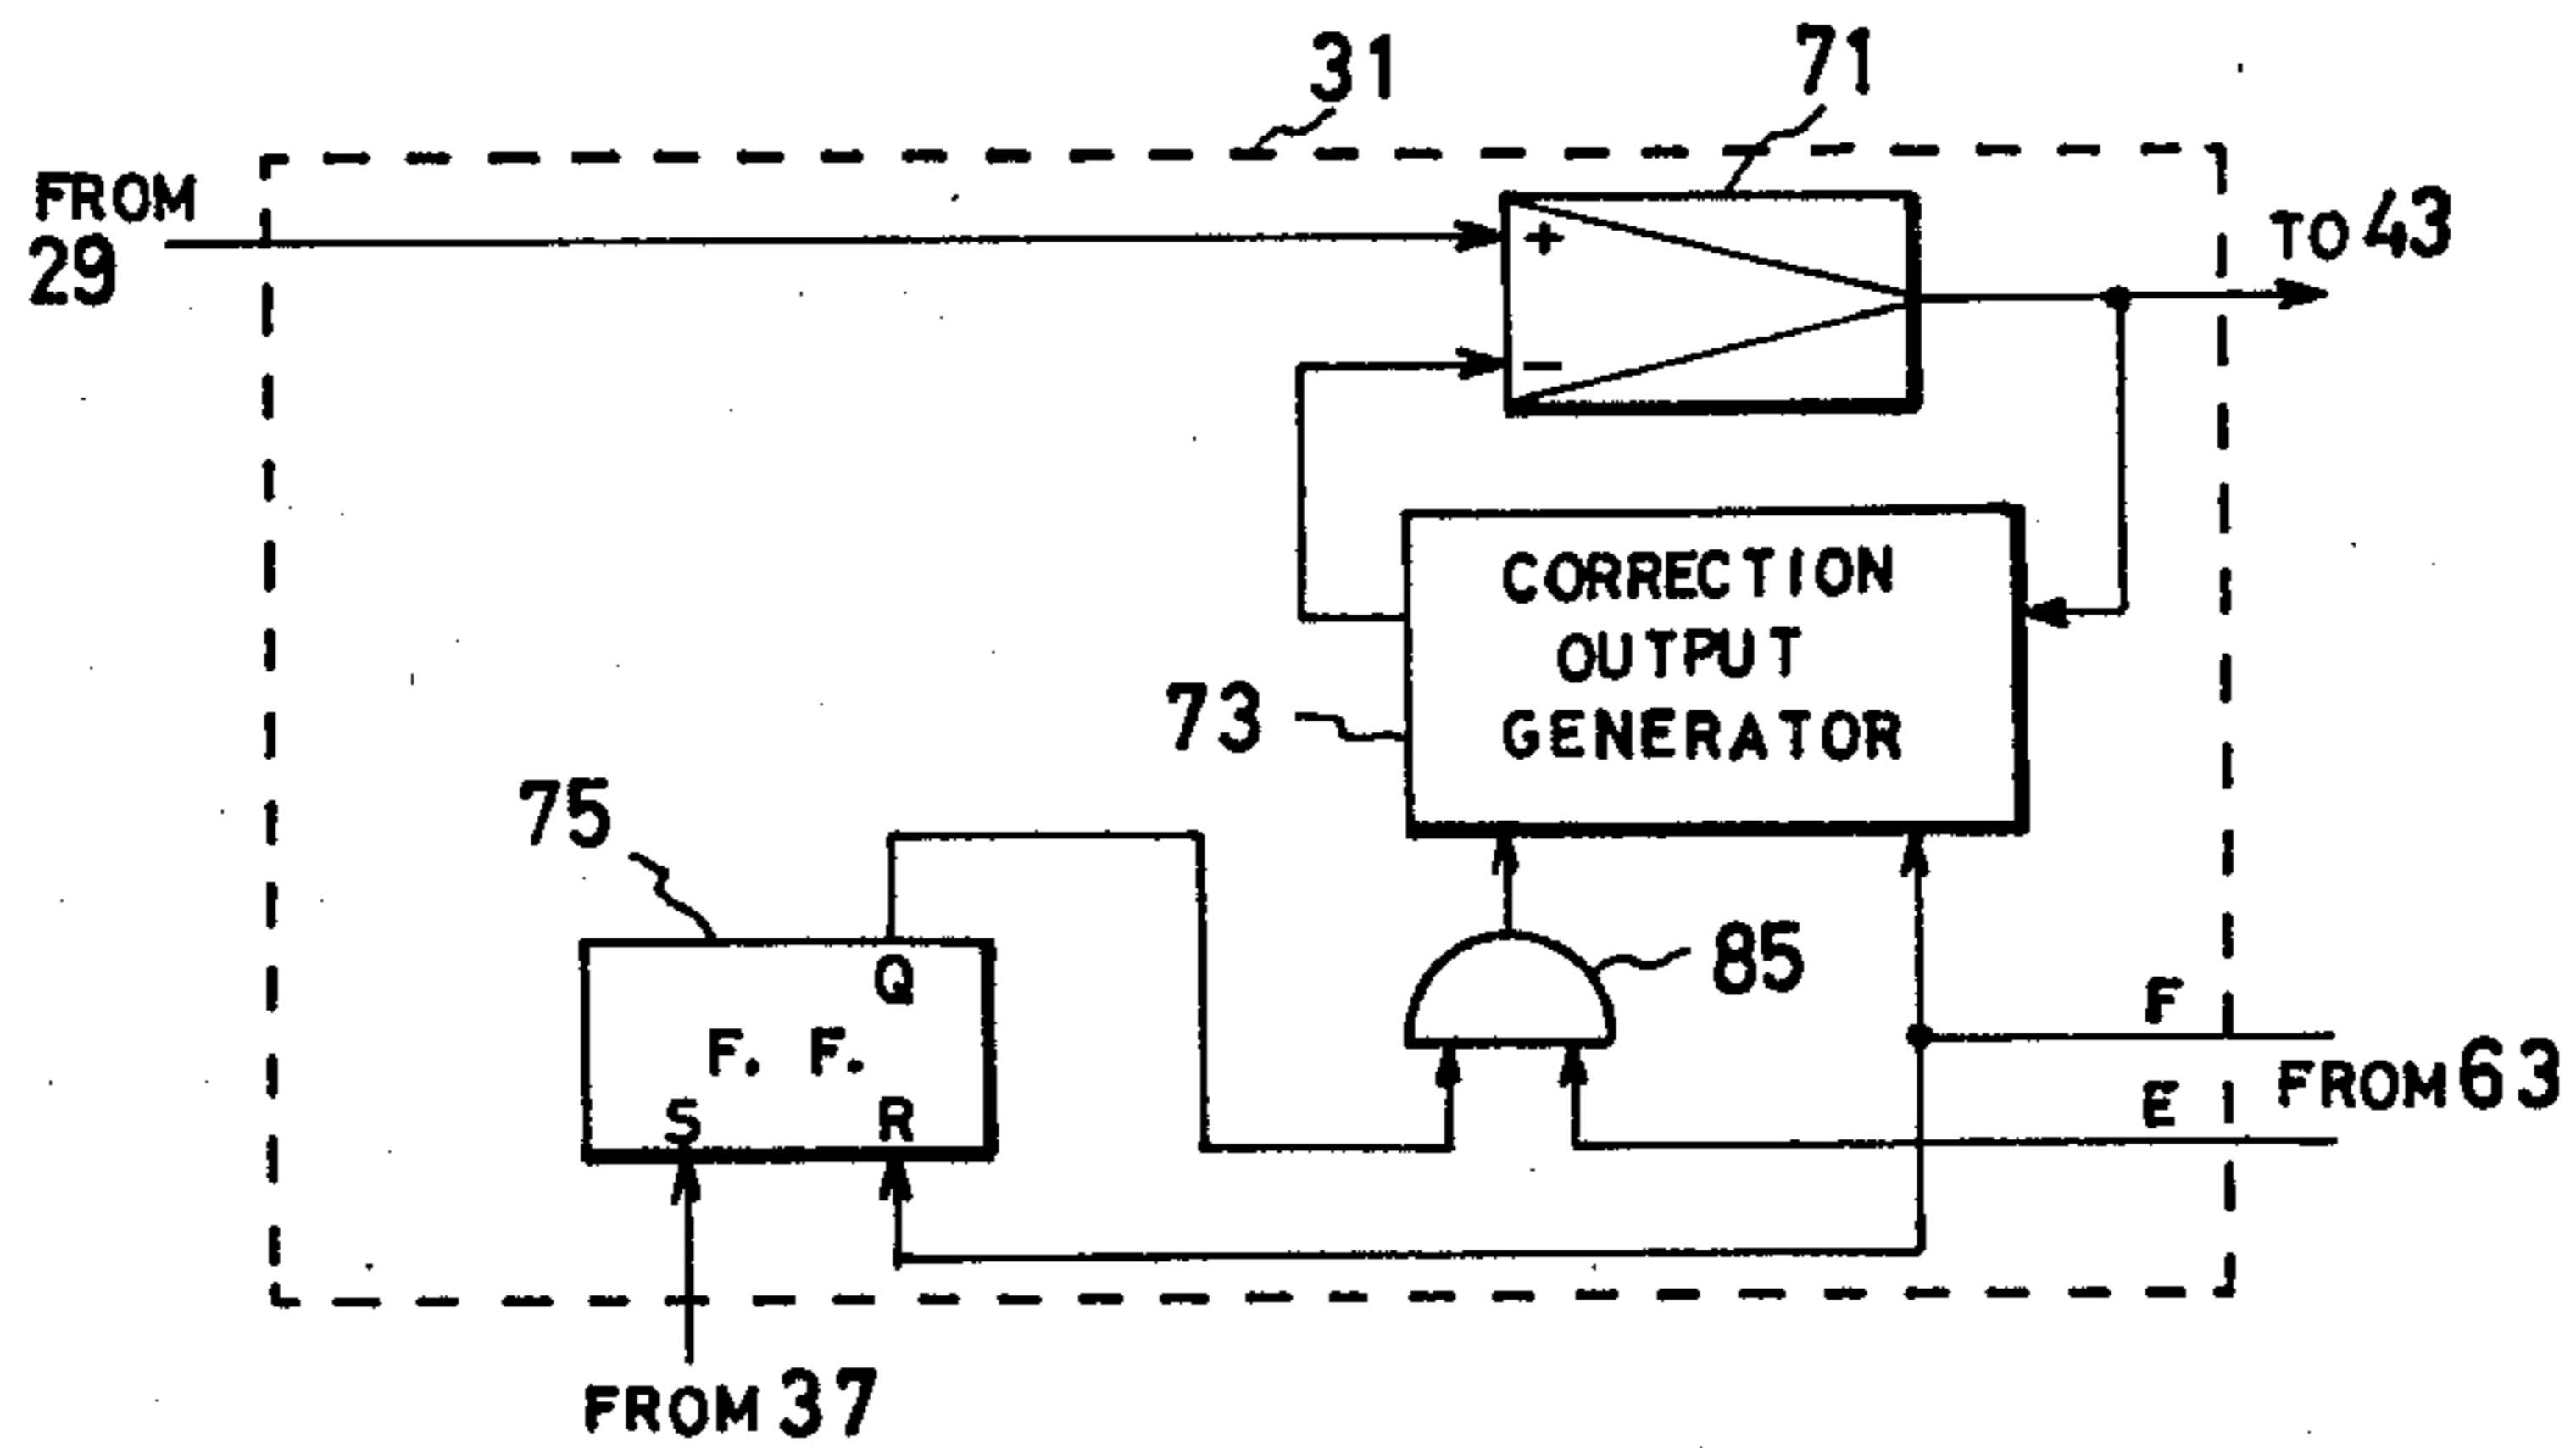 31
71
FROM
29
TO 43
+
−
CORRECTION
OUTPUT
GENERATOR
73
75
Q
F. F.
S R
85
F
FROM 63
E
FROM 37